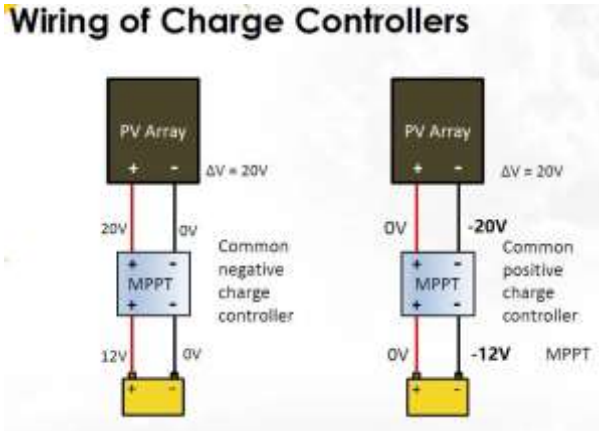 Wiring of Charge Controllers
PV Array
+ -
ΔV = 20V
20V
0V
+ -
MPPT
+ -
Common
negative
charge
controller
12V
0V
+ -
PV Array
+ -
ΔV = 20V
0V
-20V
+ -
MPPT
+ -
Common
positive
charge
controller
0V
-12V
MPPT
+ -